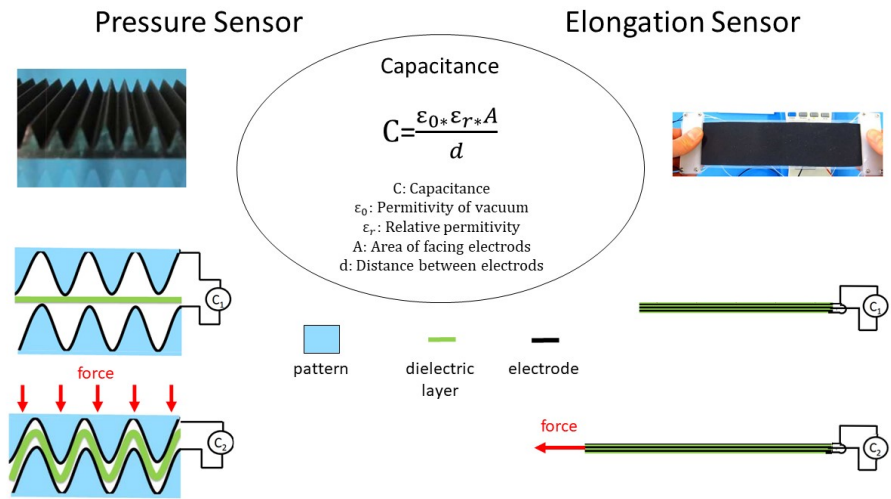 Pressure Sensor
Elongation Sensor
Capacitance
C=ε₀*εᵣ*A/d
C: Capacitance
ε₀: Permitivity of vacuum
εᵣ: Relative permitivity
A: Area of facing electrods
d: Distance between electrods
C₁
C₁
pattern
dielectric
layer
electrode
force
C₂
force
C₂